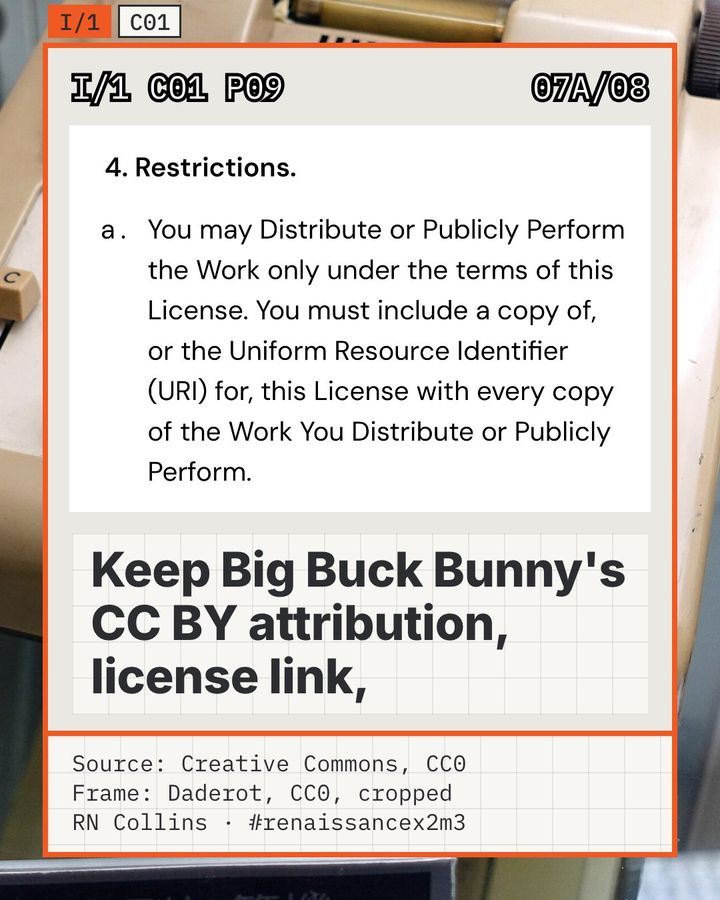 I/1 C01
I/1 C01 P09 07A/08
4. Restrictions.
a. You may Distribute or Publicly Perform
the Work only under the terms of this
License. You must include a copy of,
or the Uniform Resource Identifier
(URI) for, this License with every copy
of the Work You Distribute or Publicly
Perform.
Keep Big Buck Bunny's
CC BY attribution,
license link,
Source: Creative Commons, CC0
Frame: Daderot, CC0, cropped
RN Collins · #renaissancex2m3
C